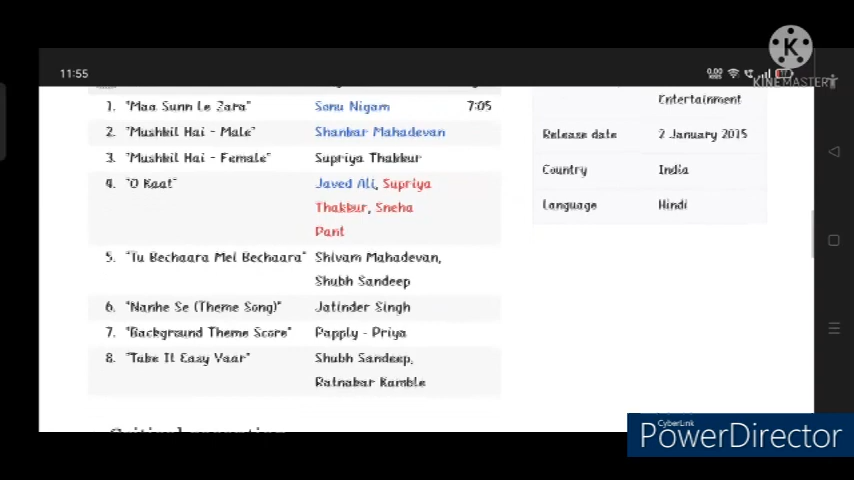 11:55
0.00
KB/S
K
KINEMASTER
Entertainment
1. "Maa Sunn Le Zara" Sonu Nigam 7:05
2. "Mushkil Hai - Male" Shankar Mahadevan
Release date 2 January 2015
3. "Mushkil Hai - Female" Supriya Thakkur
Country India
4. "O Kaat" Javed Ali, Supriya
Thakkur, Sneha
Language Hindi
Pant
5. "Tu Bechaara Mei Bechaara" Shivam Mahadevan,
Shubh Sandeep
6. "Nanhe Se (Theme Song)" Jatinder Singh
7. "Background Theme Score" Papply - Priya
8. "Take It Easy Yaar" Shubh Sandeep,
Ratnakar Kamble
CyberLink
PowerDirector